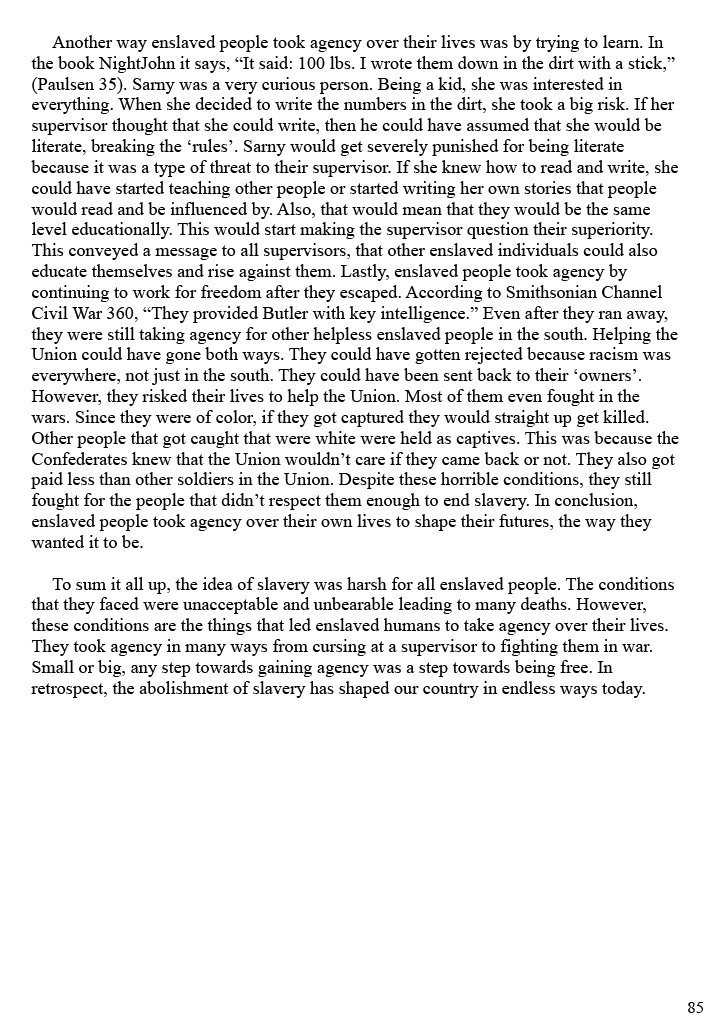 Another way enslaved people took agency over their lives was by trying to learn. In
the book NightJohn it says, “It said: 100 lbs. I wrote them down in the dirt with a stick,”
(Paulsen 35). Sarny was a very curious person. Being a kid, she was interested in
everything. When she decided to write the numbers in the dirt, she took a big risk. If her
supervisor thought that she could write, then he could have assumed that she would be
literate, breaking the ‘rules’. Sarny would get severely punished for being literate
because it was a type of threat to their supervisor. If she knew how to read and write, she
could have started teaching other people or started writing her own stories that people
would read and be influenced by. Also, that would mean that they would be the same
level educationally. This would start making the supervisor question their superiority.
This conveyed a message to all supervisors, that other enslaved individuals could also
educate themselves and rise against them. Lastly, enslaved people took agency by
continuing to work for freedom after they escaped. According to Smithsonian Channel
Civil War 360, “They provided Butler with key intelligence.” Even after they ran away,
they were still taking agency for other helpless enslaved people in the south. Helping the
Union could have gone both ways. They could have gotten rejected because racism was
everywhere, not just in the south. They could have been sent back to their ‘owners’.
However, they risked their lives to help the Union. Most of them even fought in the
wars. Since they were of color, if they got captured they would straight up get killed.
Other people that got caught that were white were held as captives. This was because the
Confederates knew that the Union wouldn’t care if they came back or not. They also got
paid less than other soldiers in the Union. Despite these horrible conditions, they still
fought for the people that didn’t respect them enough to end slavery. In conclusion,
enslaved people took agency over their own lives to shape their futures, the way they
wanted it to be.
To sum it all up, the idea of slavery was harsh for all enslaved people. The conditions
that they faced were unacceptable and unbearable leading to many deaths. However,
these conditions are the things that led enslaved humans to take agency over their lives.
They took agency in many ways from cursing at a supervisor to fighting them in war.
Small or big, any step towards gaining agency was a step towards being free. In
retrospect, the abolishment of slavery has shaped our country in endless ways today.
85